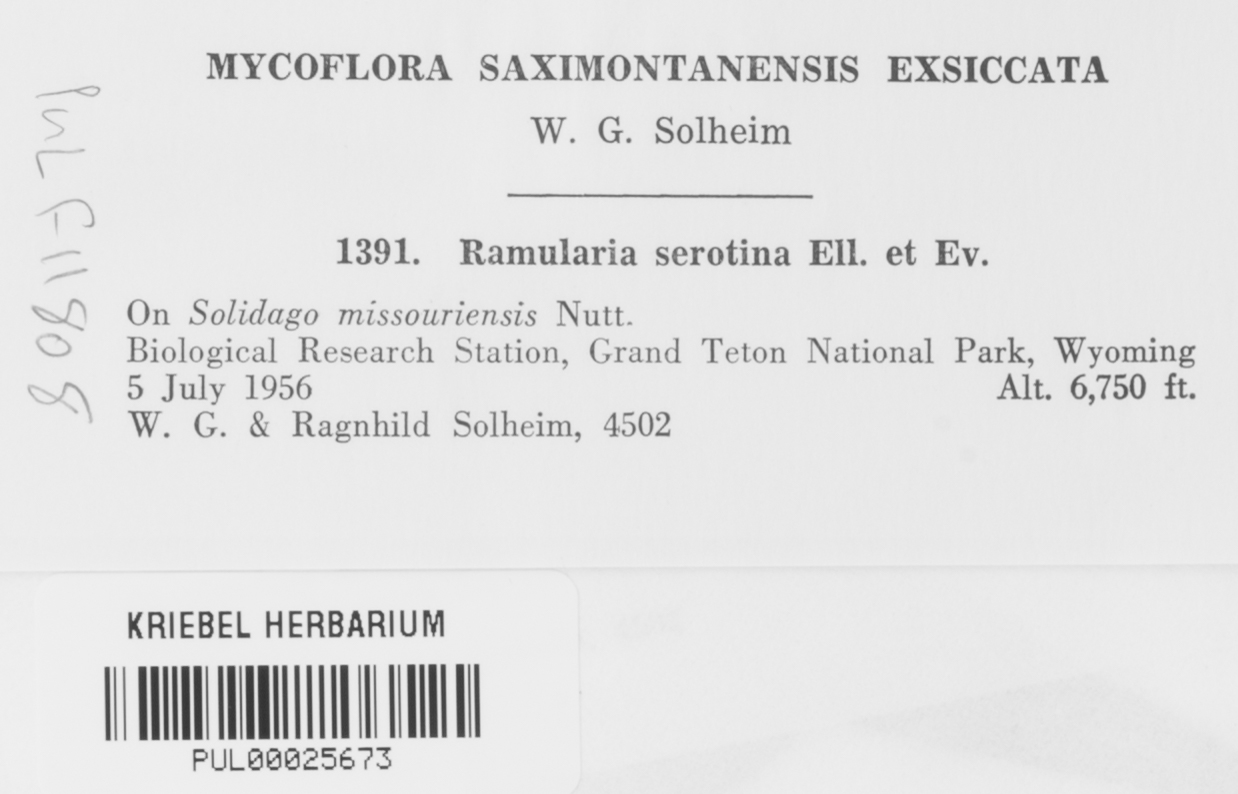 MYCOFLORA SAXIMONTANENSIS EXSICCATA
W. G. Solheim
1391. Ramularia serotina Ell. et Ev.
On Solidago missouriensis Nutt.
Biological Research Station, Grand Teton National Park, Wyoming
5 July 1956 Alt. 6,750 ft.
W. G. & Ragnhild Solheim, 4502
PUL F11808
KRIEBEL HERBARIUM
PUL00025673